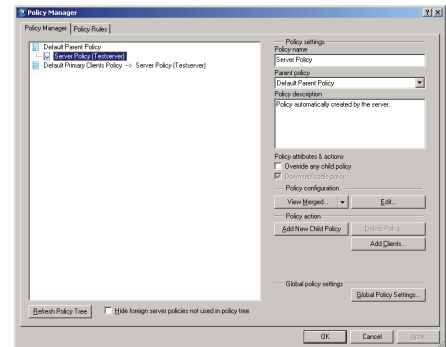 Policy Manager
Policy Manager
Policy Rules
Default Parent Policy
Server Policy (Testserver)
Default Primary Clients Policy -> Server Policy (Testserver)
Policy settings
Policy name
Server Policy
Parent policy
Default Parent Policy
Policy description
Policy automatically created by the server.
Policy attributes & actions
Override any child policy
Down replicable policy
Policy configuration
View Merged...
Edit...
Policy action
Add New Child Policy
Delete Policy...
Add Clients...
Global policy settings
Global Policy Settings...
Refresh Policy Tree
Hide foreign server policies not used in policy tree
OK
Cancel
Apply